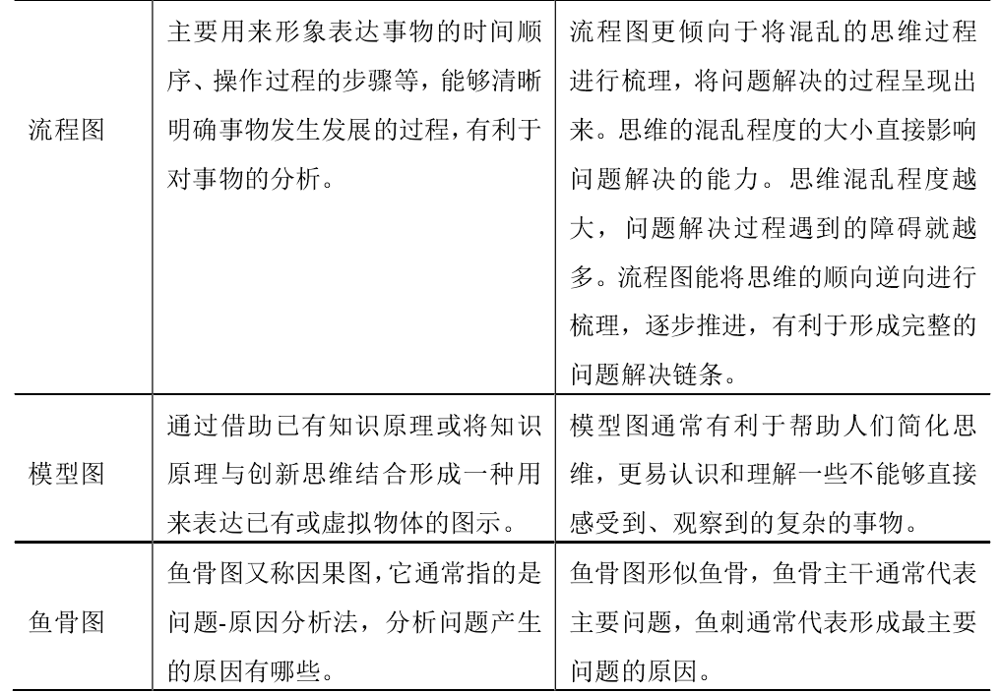 流程图
主要用来形象表达事物的时间顺
序、操作过程的步骤等，能够清晰
明确事物发生发展的过程，有利于
对事物的分析。
流程图更倾向于将混乱的思维过程
进行梳理，将问题解决的过程呈现出
来。思维的混乱程度的大小直接影响
问题解决的能力。思维混乱程度越
大，问题解决过程遇到的障碍就越
多。流程图能将思维的顺向逆向进行
梳理，逐步推进，有利于形成完整的
问题解决链条。
模型图
通过借助已有知识原理或将知识
原理与创新思维结合形成一种用
来表达已有或虚拟物体的图示。
模型图通常有利于帮助人们简化思
维，更易认识和理解一些不能够直接
感受到、观察到的复杂的事物。
鱼骨图
鱼骨图又称因果图，它通常指的是
问题-原因分析法，分析问题产生
的原因有哪些。
鱼骨图形似鱼骨，鱼骨主干通常代表
主要问题，鱼刺通常代表形成最主要
问题的原因。